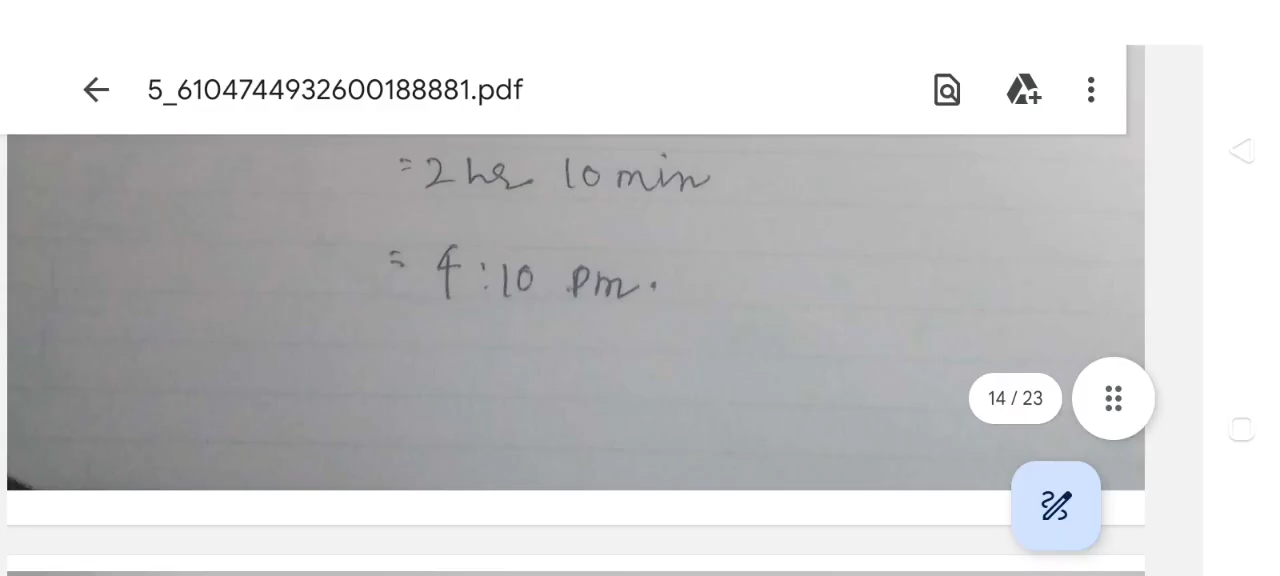 5_6104744932600188881.pdf
= 2 hr 10 min
= 4:10 pm.
14 / 23